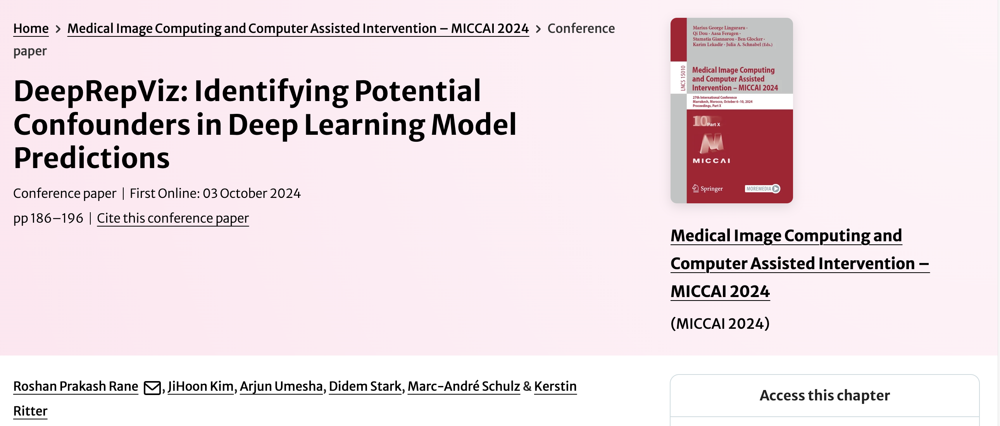 Home > Medical Image Computing and Computer Assisted Intervention – MICCAI 2024 > Conference
paper
DeepRepViz: Identifying Potential
Confounders in Deep Learning Model
Predictions
Conference paper | First Online: 03 October 2024
pp 186–196 | Cite this conference paper
Marius George Linguraru ·
Qi Dou · Aasa Feragen ·
Stamatia Giannarou · Ben Glocker ·
Karim Lekadir · Julia A. Schnabel (Eds.)
LNCS 15010
Medical Image Computing
and Computer Assisted
Intervention – MICCAI 2024
27th International Conference
Marrakesh, Morocco, October 6–10, 2024
Proceedings, Part X
10 Part X
MICCAI
Springer
MOREMEDIA
Medical Image Computing and
Computer Assisted Intervention –
MICCAI 2024
(MICCAI 2024)
Roshan Prakash Rane, JiHoon Kim, Arjun Umesha, Didem Stark, Marc-André Schulz & Kerstin
Ritter
Access this chapter